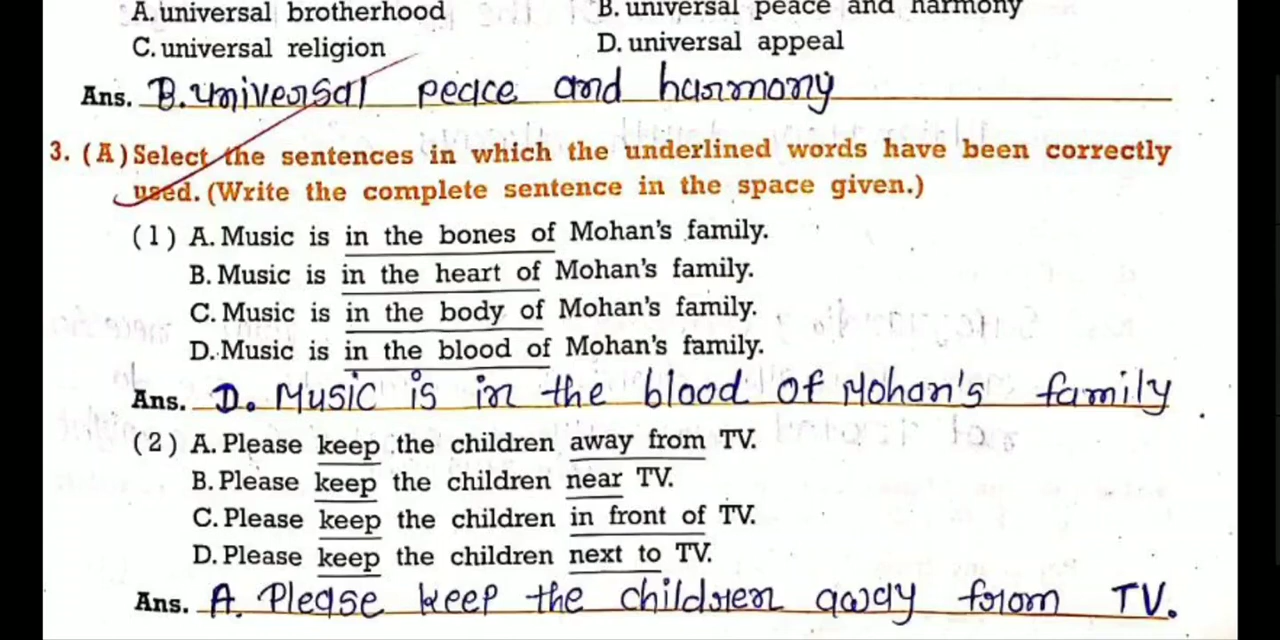 A. universal brotherhood B. universal peace and harmony
C. universal religion D. universal appeal
Ans. B. universal peace and harmony
3. (A) Select the sentences in which the underlined words have been correctly
used. (Write the complete sentence in the space given.)
(1) A. Music is in the bones of Mohan's family.
B. Music is in the heart of Mohan's family.
C. Music is in the body of Mohan's family.
D. Music is in the blood of Mohan's family.
Ans. D. Music is in the blood of Mohan's family.
(2) A. Please keep the children away from TV.
B. Please keep the children near TV.
C. Please keep the children in front of TV.
D. Please keep the children next to TV.
Ans. A. Please keep the children away from TV.